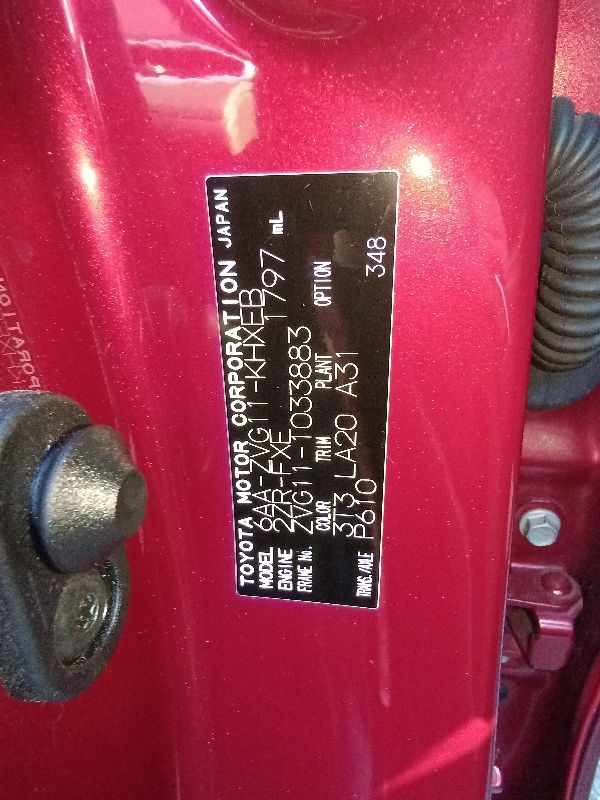 TOYOTA MOTOR CORPORATION JAPAN
MODEL 6AA-ZVG11-KHXEB
ENGINE 2ZR-FXE 1797 mL
FRAME No. ZVG11-1033883
COLOR TRIM PLANT OPTION
3T3 LA20 A31
TRNS./AXLE P610 348